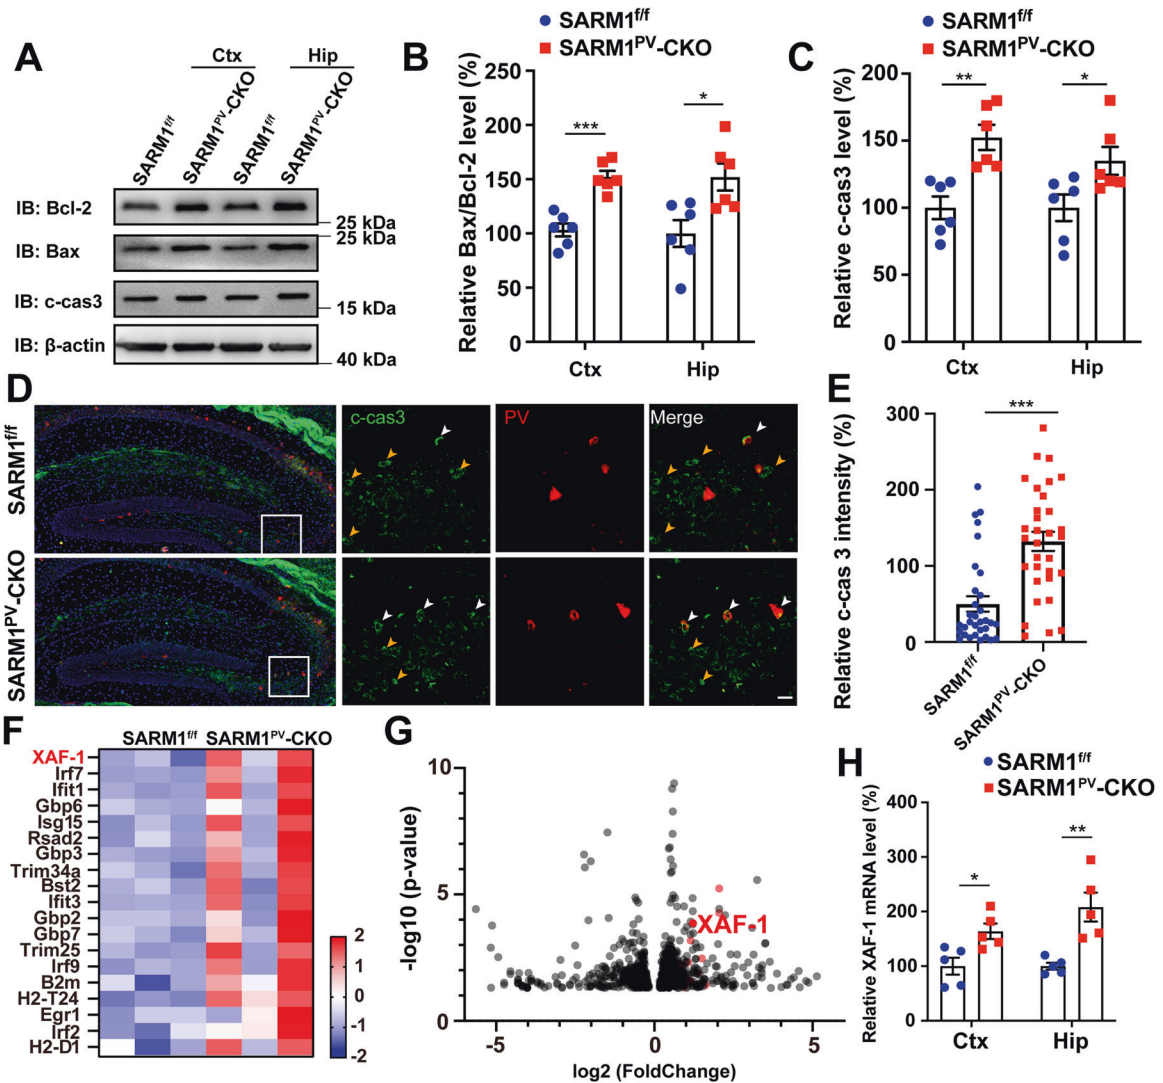 A
Ctx
Hip
SARM1f/f
SARM1PV-CKO
SARM1f/f
SARM1PV-CKO
IB: Bcl-2
25 kDa
25 kDa
IB: Bax
IB: c-cas3
15 kDa
IB: β-actin
40 kDa
B
SARM1f/f
SARM1PV-CKO
Relative Bax/Bcl-2 level (%)
250
200
150
100
50
0
***
*
Ctx
Hip
C
SARM1f/f
SARM1PV-CKO
Relative c-cas3 level (%)
200
150
100
50
0
**
*
Ctx
Hip
D
SARM1f/f
SARM1PV-CKO
c-cas3
PV
Merge
E
Relative c-cas 3 intensity (%)
300
200
100
0
***
SARM1f/f
SARM1PV-CKO
F
SARM1f/f
SARM1PV-CKO
XAF-1
Irf7
Ifit1
Gbp6
Isg15
Rsad2
Gbp3
Trim34a
Bst2
Ifit3
Gbp2
Gbp7
Trim25
Irf9
B2m
H2-T24
Egr1
Irf2
H2-D1
2
1
0
-1
-2
G
-log10 (p-value)
10
5
0
XAF-1
-5
0
5
log2 (FoldChange)
H
SARM1f/f
SARM1PV-CKO
Relative XAF-1 mRNA level (%)
400
300
200
100
0
*
**
Ctx
Hip